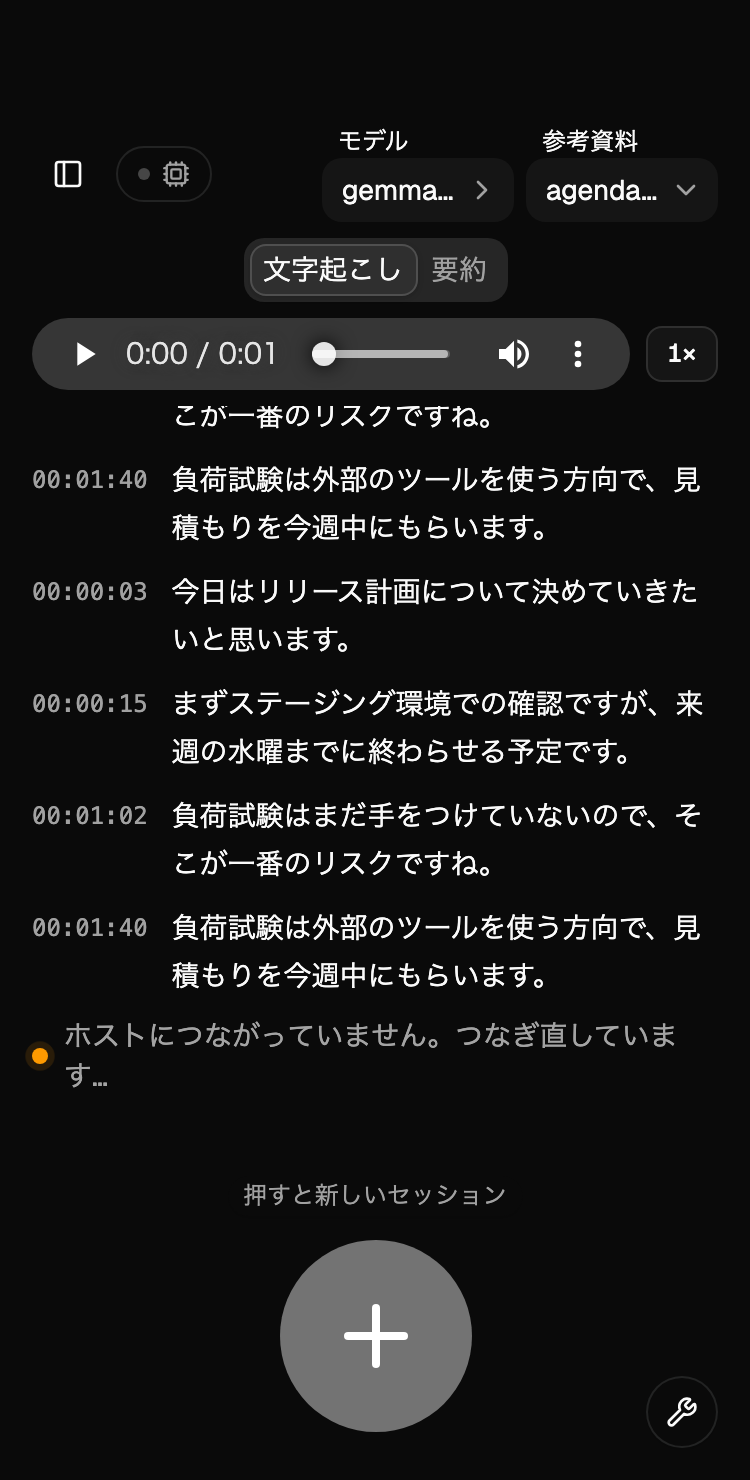 モデル
参考資料
gemma...
agenda...
文字起こし 要約
0:00 / 0:01
1×
こが一番のリスクですね。
00:01:40 負荷試験は外部のツールを使う方向で、見
積もりを今週中にもらいます。
00:00:03 今日はリリース計画について決めていきた
いと思います。
00:00:15 まずステージング環境での確認ですが、来
週の水曜までに終わらせる予定です。
00:01:02 負荷試験はまだ手をつけていないので、そ
こが一番のリスクですね。
00:01:40 負荷試験は外部のツールを使う方向で、見
積もりを今週中にもらいます。
ホストにつながっていません。つなぎ直していま
す…
押すと新しいセッション